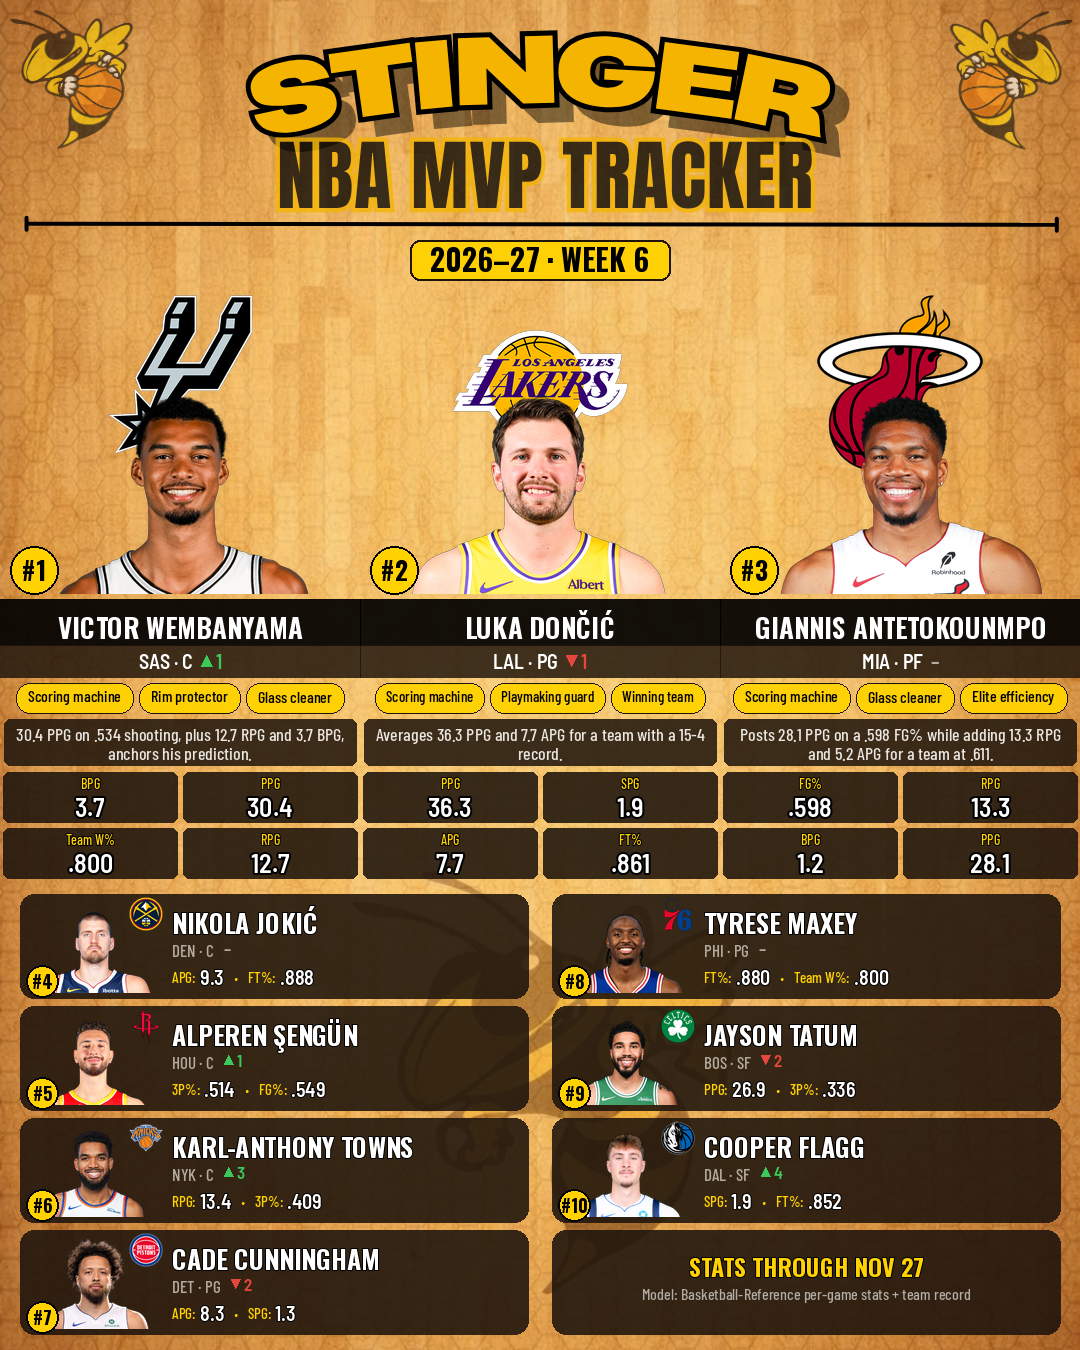 STINGER
NBA MVP TRACKER
2026–27 · WEEK 6
LOS ANGELES
LAKERS
Albert
Robinhood
#1
#2
#3
VICTOR WEMBANYAMA
SAS · C ▲1
LUKA DONČIĆ
LAL · PG ▼1
GIANNIS ANTETOKOUNMPO
MIA · PF –
Scoring machine
Rim protector
Glass cleaner
Scoring machine
Playmaking guard
Winning team
Scoring machine
Glass cleaner
Elite efficiency
30.4 PPG on .534 shooting, plus 12.7 RPG and 3.7 BPG,
anchors his prediction.
Averages 36.3 PPG and 7.7 APG for a team with a 15-4
record.
Posts 28.1 PPG on a .598 FG% while adding 13.3 RPG
and 5.2 APG for a team at .611.
BPG
3.7
PPG
30.4
PPG
36.3
SPG
1.9
FG%
.598
RPG
13.3
Team W%
.800
RPG
12.7
APG
7.7
FT%
.861
BPG
1.2
PPG
28.1
#4
NIKOLA JOKIĆ
DEN · C –
APG: 9.3 · FT%: .888
#5
ALPEREN ŞENGÜN
HOU · C ▲1
3P%: .514 · FG%: .549
#6
KNICKS
KARL-ANTHONY TOWNS
NYK · C ▲3
RPG: 13.4 · 3P%: .409
#7
DETROIT
PISTONS
CADE CUNNINGHAM
DET · PG ▼2
APG: 8.3 · SPG: 1.3
#8
76
TYRESE MAXEY
PHI · PG –
FT%: .880 · Team W%: .800
#9
CELTICS
JAYSON TATUM
BOS · SF ▼2
PPG: 26.9 · 3P%: .336
#10
COOPER FLAGG
DAL · SF ▲4
SPG: 1.9 · FT%: .852
STATS THROUGH NOV 27
Model: Basketball-Reference per-game stats + team record